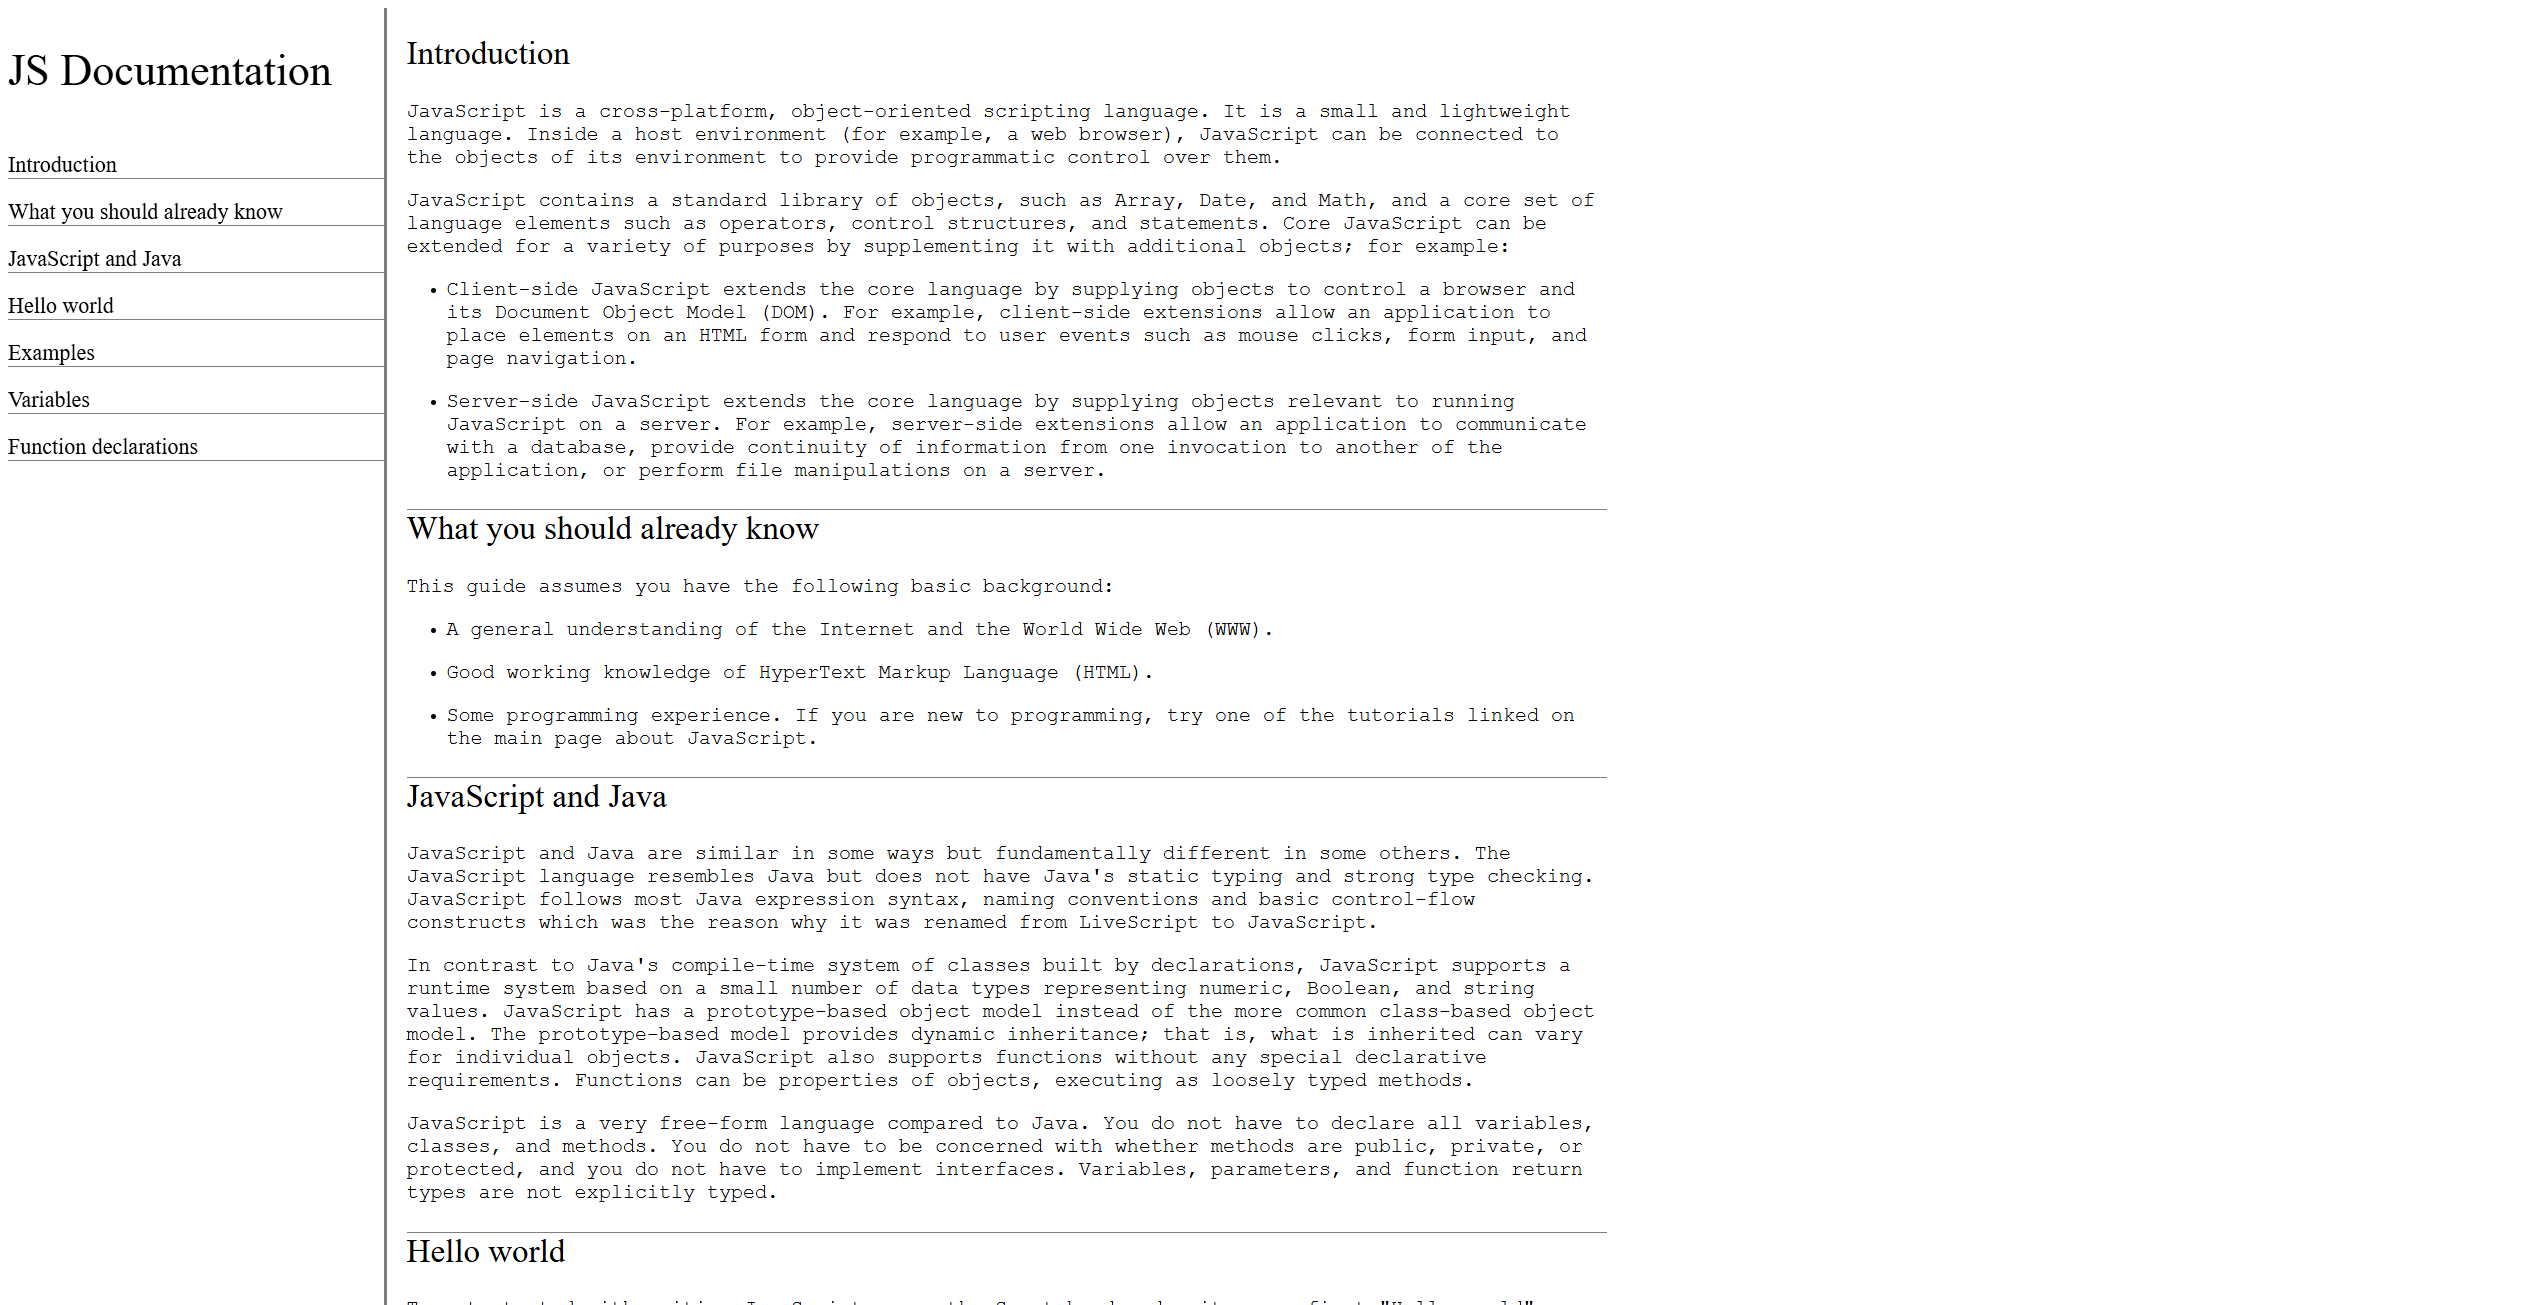 JS Documentation
Introduction
What you should already know
JavaScript and Java
Hello world
Examples
Variables
Function declarations
Introduction
JavaScript is a cross-platform, object-oriented scripting language. It is a small and lightweight
language. Inside a host environment (for example, a web browser), JavaScript can be connected to
the objects of its environment to provide programmatic control over them.
JavaScript contains a standard library of objects, such as Array, Date, and Math, and a core set of
language elements such as operators, control structures, and statements. Core JavaScript can be
extended for a variety of purposes by supplementing it with additional objects; for example:
• Client-side JavaScript extends the core language by supplying objects to control a browser and
its Document Object Model (DOM). For example, client-side extensions allow an application to
place elements on an HTML form and respond to user events such as mouse clicks, form input, and
page navigation.
• Server-side JavaScript extends the core language by supplying objects relevant to running
JavaScript on a server. For example, server-side extensions allow an application to communicate
with a database, provide continuity of information from one invocation to another of the
application, or perform file manipulations on a server.
What you should already know
This guide assumes you have the following basic background:
• A general understanding of the Internet and the World Wide Web (WWW).
• Good working knowledge of HyperText Markup Language (HTML).
• Some programming experience. If you are new to programming, try one of the tutorials linked on
the main page about JavaScript.
JavaScript and Java
JavaScript and Java are similar in some ways but fundamentally different in some others. The
JavaScript language resembles Java but does not have Java's static typing and strong type checking.
JavaScript follows most Java expression syntax, naming conventions and basic control-flow
constructs which was the reason why it was renamed from LiveScript to JavaScript.
In contrast to Java's compile-time system of classes built by declarations, JavaScript supports a
runtime system based on a small number of data types representing numeric, Boolean, and string
values. JavaScript has a prototype-based object model instead of the more common class-based object
model. The prototype-based model provides dynamic inheritance; that is, what is inherited can vary
for individual objects. JavaScript also supports functions without any special declarative
requirements. Functions can be properties of objects, executing as loosely typed methods.
JavaScript is a very free-form language compared to Java. You do not have to declare all variables,
classes, and methods. You do not have to be concerned with whether methods are public, private, or
protected, and you do not have to implement interfaces. Variables, parameters, and function return
types are not explicitly typed.
Hello world